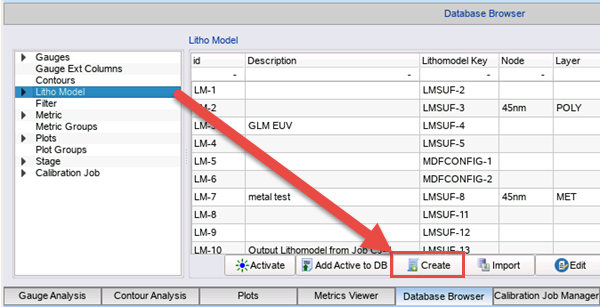 Database Browser
Gauges
Gauge Ext Columns
Contours
Litho Model
Filter
Metric
Metric Groups
Plots
Plot Groups
Stage
Calibration Job
Litho Model
id Description Lithomodel Key Node Layer
- - - -
LM-1 LMSUF-2
LM-2 LMSUF-3 45nm POLY
GLM EUV LMSUF-4
LM-4 LMSUF-5
LM-5 MDFCONFIG-1
LM-6 MDFCONFIG-2
LM-7 metal test LMSUF-8 45nm MET
LM-8 LMSUF-11
LM-9 LMSUF-12
LM-10 Output Lithomodel from Job LMSUF-13
Activate Add Active to DB Create Import Edit
Gauge Analysis Contour Analysis Plots Metrics Viewer Database Browser Calibration Job Manager